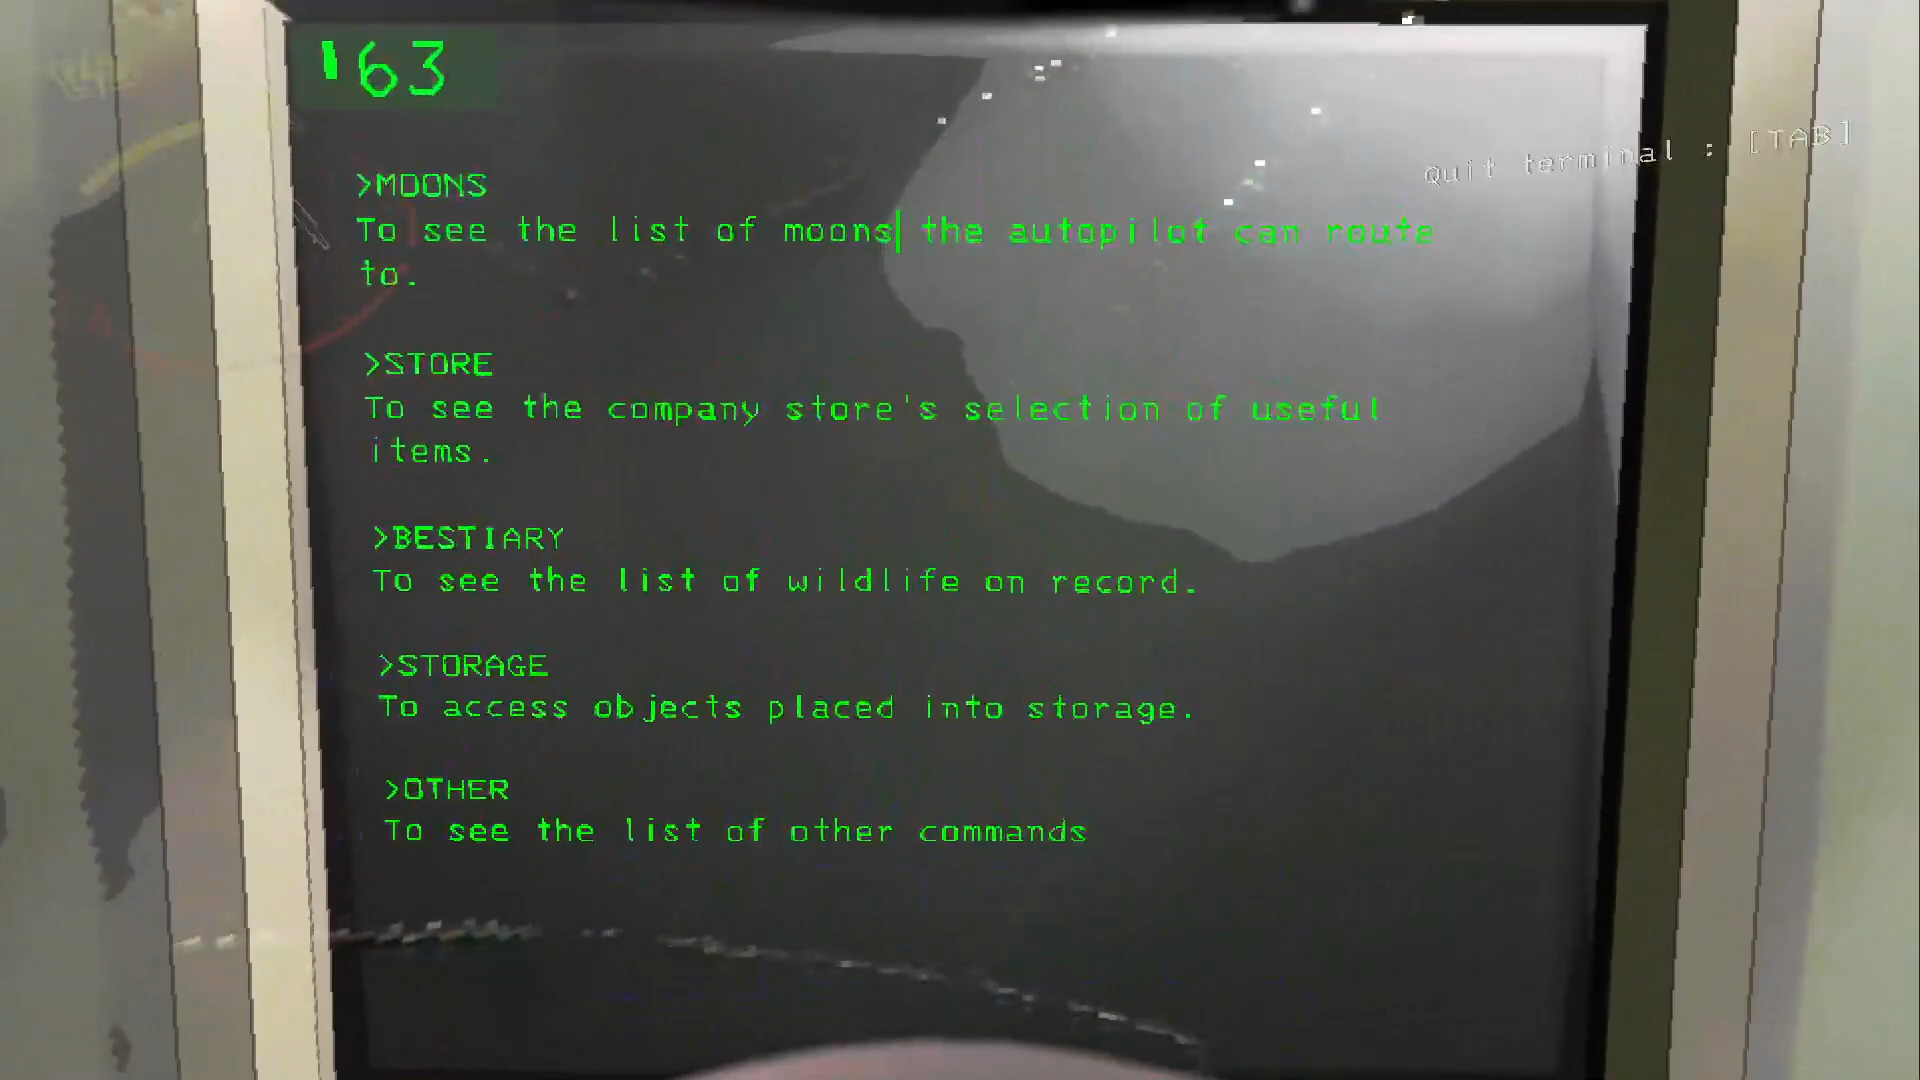 '63
Quit terminal : [TAB]
>MOONS
To see the list of moons the autopilot can route
to.
>STORE
To see the company store's selection of useful
items.
>BESTIARY
To see the list of wildlife on record.
>STORAGE
To access objects placed into storage.
>OTHER
To see the list of other commands